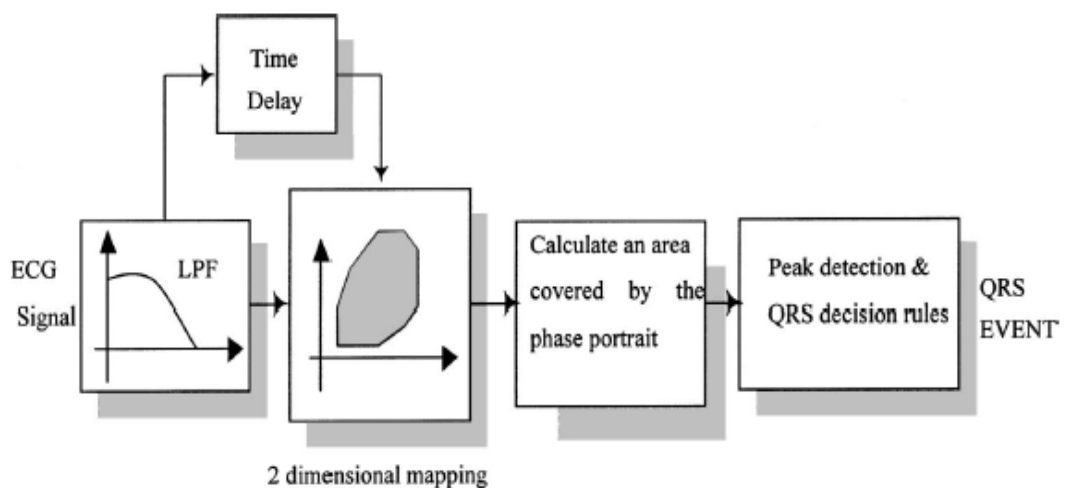 Time
Delay
ECG
Signal
LPF
2 dimensional mapping
Calculate an area
covered by the
phase portrait
Peak detection &
QRS decision rules
QRS
EVENT